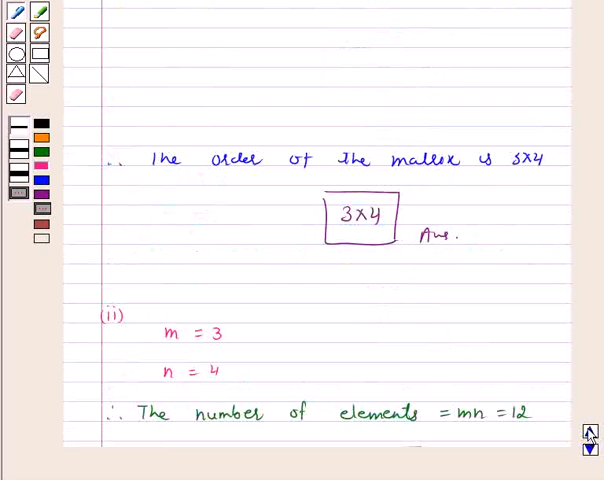 ∴ The order of the matrix is 3×4
3×4
Ans.
(ii)
m = 3
n = 4
∴ The number of elements = mn = 12